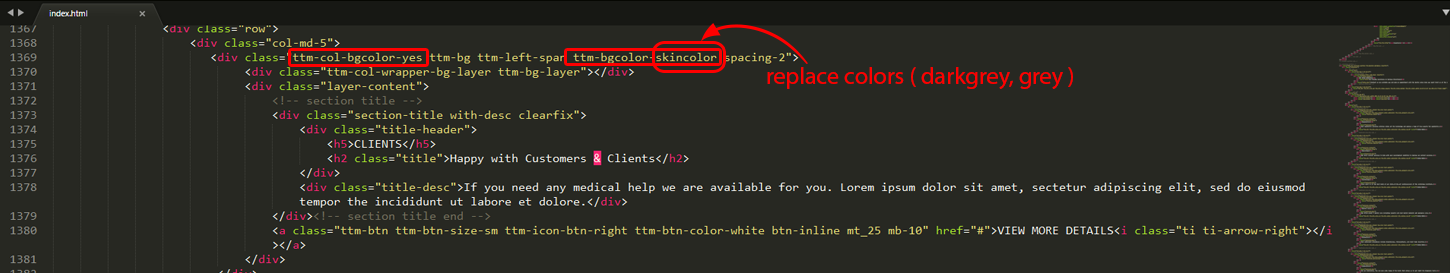 index.html
1367 <div class="row">
1368 <div class="col-md-5">
1369 <div class="ttm-col-bgcolor-yes ttm-bg ttm-left-span ttm-bgcolor-skincolor spacing-2">
1370 <div class="ttm-col-wrapper-bg-layer ttm-bg-layer"></div>
replace colors ( darkgrey, grey )
1371 <div class="layer-content">
1372 <!-- section title -->
1373 <div class="section-title with-desc clearfix">
1374 <div class="title-header">
1375 <h5>CLIENTS</h5>
1376 <h2 class="title">Happy with Customers & Clients</h2>
1377 </div>
1378 <div class="title-desc">If you need any medical help we are available for you. Lorem ipsum dolor sit amet, sectetur adipiscing elit, sed do eiusmod
tempor the incididunt ut labore et dolore.</div>
1379 </div><!-- section title end -->
1380 <a class="ttm-btn ttm-btn-size-sm ttm-icon-btn-right ttm-btn-color-white btn-inline mt_25 mb-10" href="#">VIEW MORE DETAILS<i class="ti ti-arrow-right"></i
></a>
1381 </div>
1382 </div>